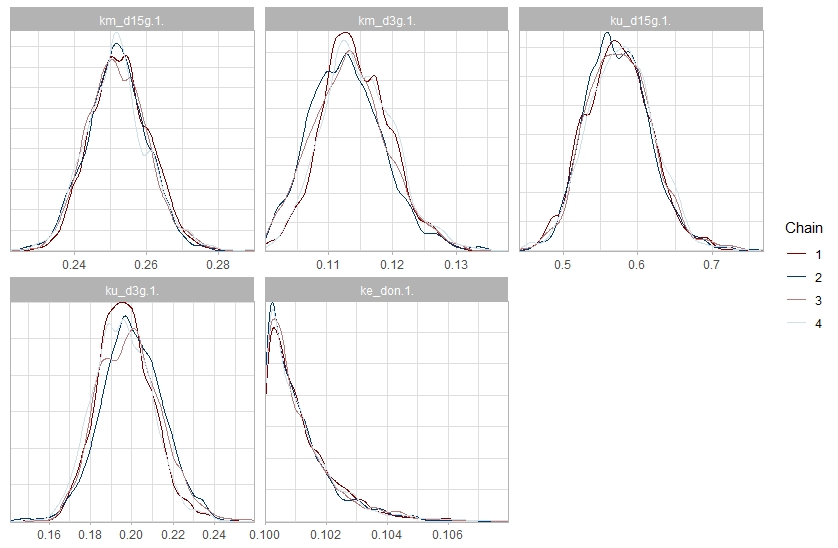 km_d15g.1.
km_d3g.1.
ku_d15g.1.
0.24 0.26 0.28
0.11 0.12 0.13
0.5 0.6 0.7
ku_d3g.1.
ke_don.1.
0.16 0.18 0.20 0.22 0.24
0.100 0.102 0.104 0.106
Chain
1
2
3
4